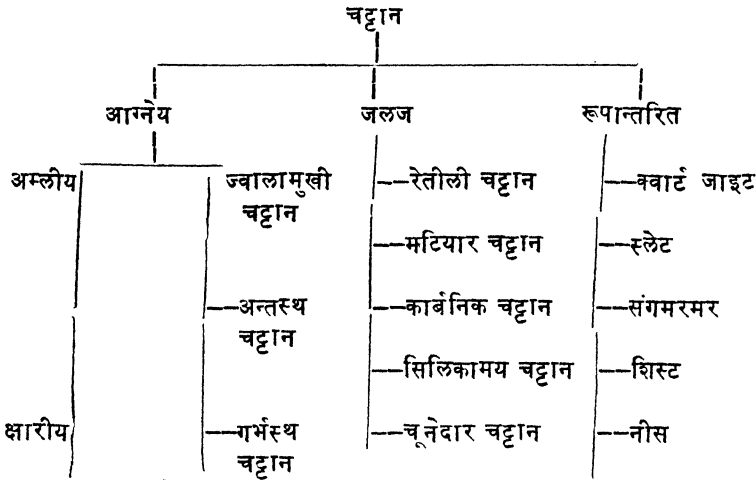 चट्टान
आग्नेय जलज रूपान्तरित
अम्लीय ज्वालामुखी रेतीली चट्टान क्वार्ट जाइट
चट्टान
मटियार चट्टान स्लेट
अन्तस्थ कार्बनिक चट्टान संगमरमर
चट्टान
सिलिकामय चट्टान शिस्ट
क्षारीय गर्भस्थ चूनेदार चट्टान नीस
चट्टान